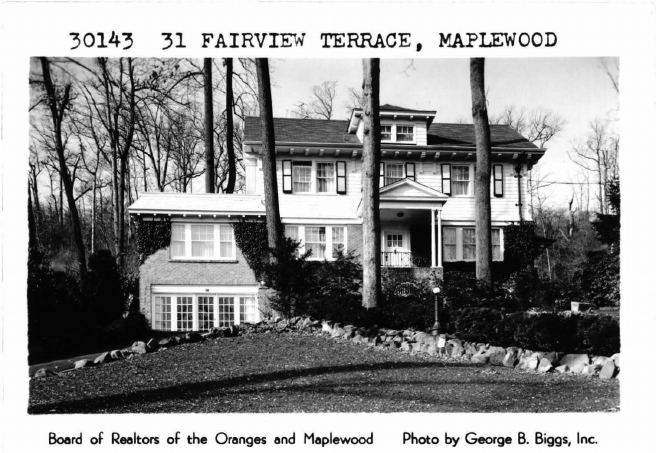 30143 31 FAIRVIEW TERRACE, MAPLEWOOD
Board of Realtors of the Oranges and Maplewood Photo by George B. Biggs, Inc.